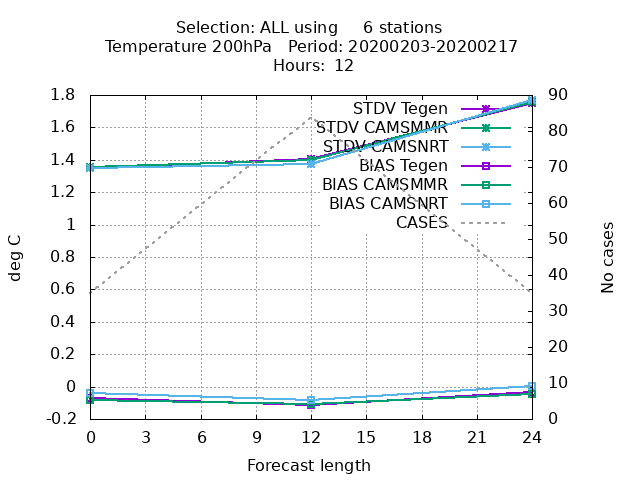 Selection: ALL using     6 stations
Temperature 200hPa   Period: 20200203-20200217
Hours:  12
deg C
1.8
1.6
1.4
1.2
1
0.8
0.6
0.4
0.2
0
-0.2
STDV Tegen
STDV CAMSMMR
STDV CAMSNRT
BIAS Tegen
BIAS CAMSMMR
BIAS CAMSNRT
CASES
90
80
70
60
50
40
30
20
10
0
No cases
0 3 6 9 12 15 18 21 24
Forecast length